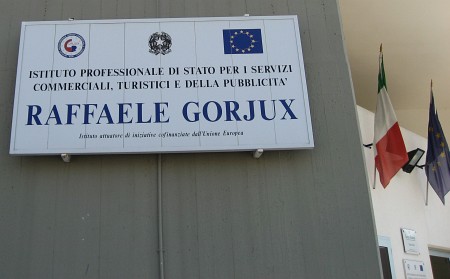 ISTITUTO PROFESSIONALE DI STATO PER I SERVIZI
COMMERCIALI, TURISTICI E DELLA PUBBLICITA'
RAFFAELE GORJUX
Istituto attuatore di iniziative cofinanziate dall'Unione Europea